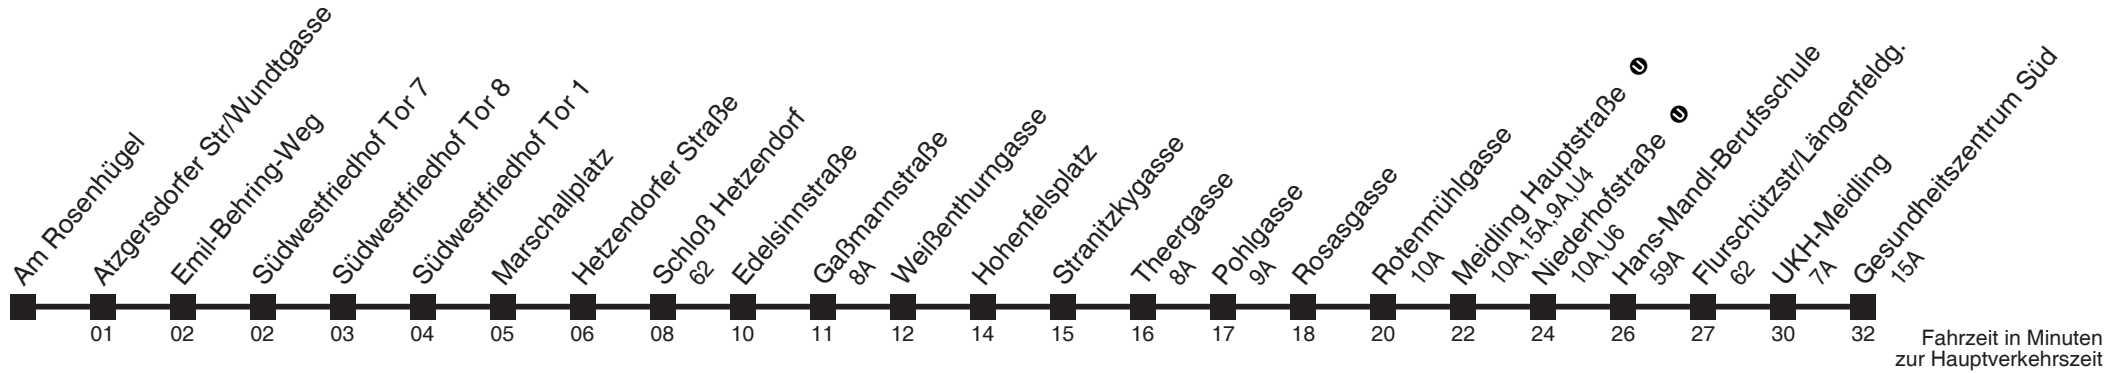 Am Rosenhügel
Atzgersdorfer Str/Wundtgasse
Emil-Behring-Weg
Südwestfriedhof Tor 7
Südwestfriedhof Tor 8
Südwestfriedhof Tor 1
Marschallplatz
Hetzendorfer Straße
Schloß Hetzendorf
62
Edelsinnstraße
Gaßmannstraße
8A
Weißenthurngasse
Hohenfelsplatz
Stranitzkygasse
Theergasse
8A
Pohlgasse
9A
Rosasgasse
Rotenmühlgasse
10A
Meidling Hauptstraße U
10A,15A,9A,U4
Niederhofstraße U
10A,U6
Hans-Mandl-Berufsschule
59A
Flurschützstr/Längenfeldg.
62
UKH-Meidling
7A
Gesundheitszentrum Süd
15A
01 02 02 03 04 05 06 08 10 11 12 14 15 16 17 18 20 22 24 26 27 30 32
Fahrzeit in Minuten
zur Hauptverkehrszeit